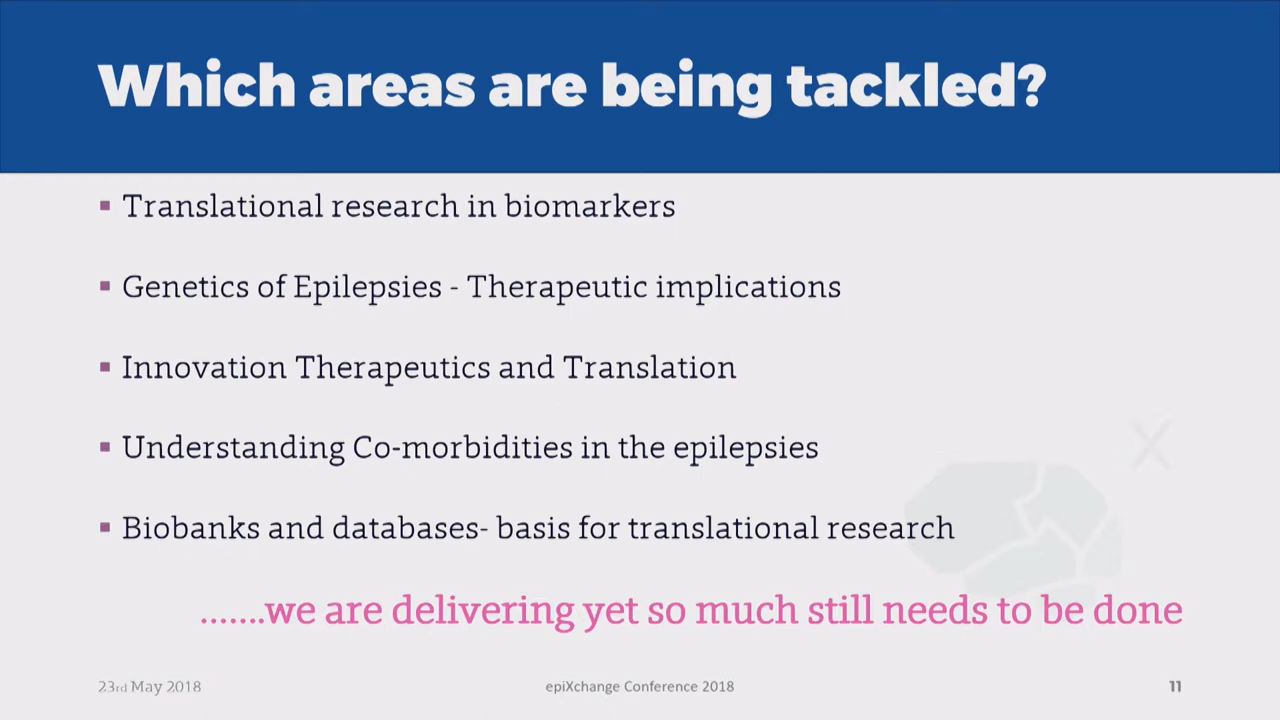 Which areas are being tackled?
▪ Translational research in biomarkers
▪ Genetics of Epilepsies - Therapeutic implications
▪ Innovation Therapeutics and Translation
▪ Understanding Co-morbidities in the epilepsies
▪ Biobanks and databases- basis for translational research
.......we are delivering yet so much still needs to be done
23rd May 2018
epiXchange Conference 2018
11
X